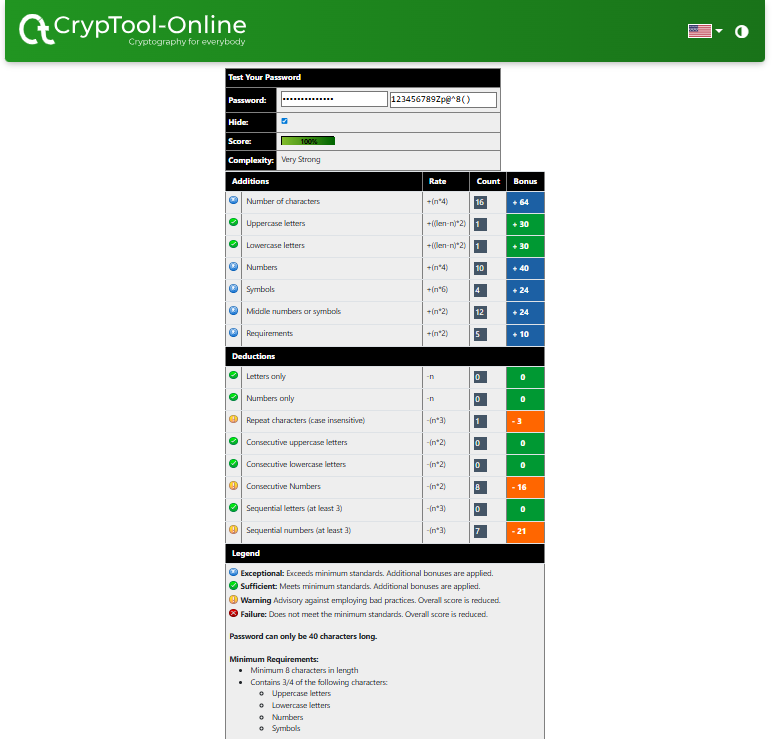 CrypTool-Online
Cryptography for everybody
Test Your Password
Password: •••••••••••••• 123456789Zp@^8()
Hide:
Score: 100%
Complexity: Very Strong
Additions Rate Count Bonus
Number of characters +(n*4) 16 + 64
Uppercase letters +((len-n)*2) 1 + 30
Lowercase letters +((len-n)*2) 1 + 30
Numbers +(n*4) 10 + 40
Symbols +(n*6) 4 + 24
Middle numbers or symbols +(n*2) 12 + 24
Requirements +(n*2) 5 + 10
Deductions
Letters only -n 0 0
Numbers only -n 0 0
Repeat characters (case insensitive) -(n*3) 1 - 3
Consecutive uppercase letters -(n*2) 0 0
Consecutive lowercase letters -(n*2) 0 0
Consecutive Numbers -(n*2) 8 - 16
Sequential letters (at least 3) -(n*3) 0 0
Sequential numbers (at least 3) -(n*3) 7 - 21
Legend
Exceptional: Exceeds minimum standards. Additional bonuses are applied.
Sufficient: Meets minimum standards. Additional bonuses are applied.
Warning Advisory against employing bad practices. Overall score is reduced.
Failure: Does not meet the minimum standards. Overall score is reduced.
Password can only be 40 characters long.
Minimum Requirements:
• Minimum 8 characters in length
• Contains 3/4 of the following characters:
◦ Uppercase letters
◦ Lowercase letters
◦ Numbers
◦ Symbols